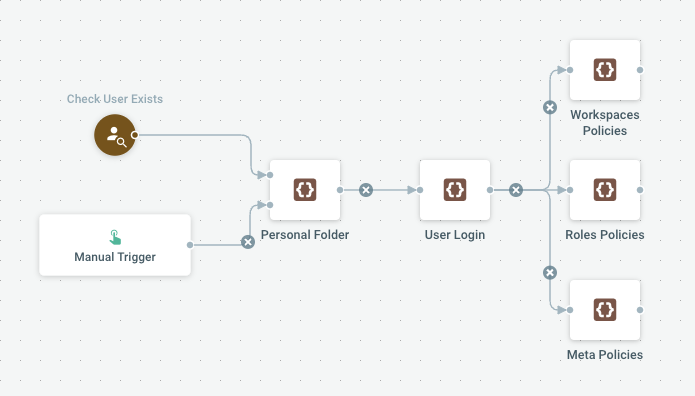 Check User Exists
Manual Trigger
Personal Folder
User Login
Workspaces
Policies
Roles Policies
Meta Policies